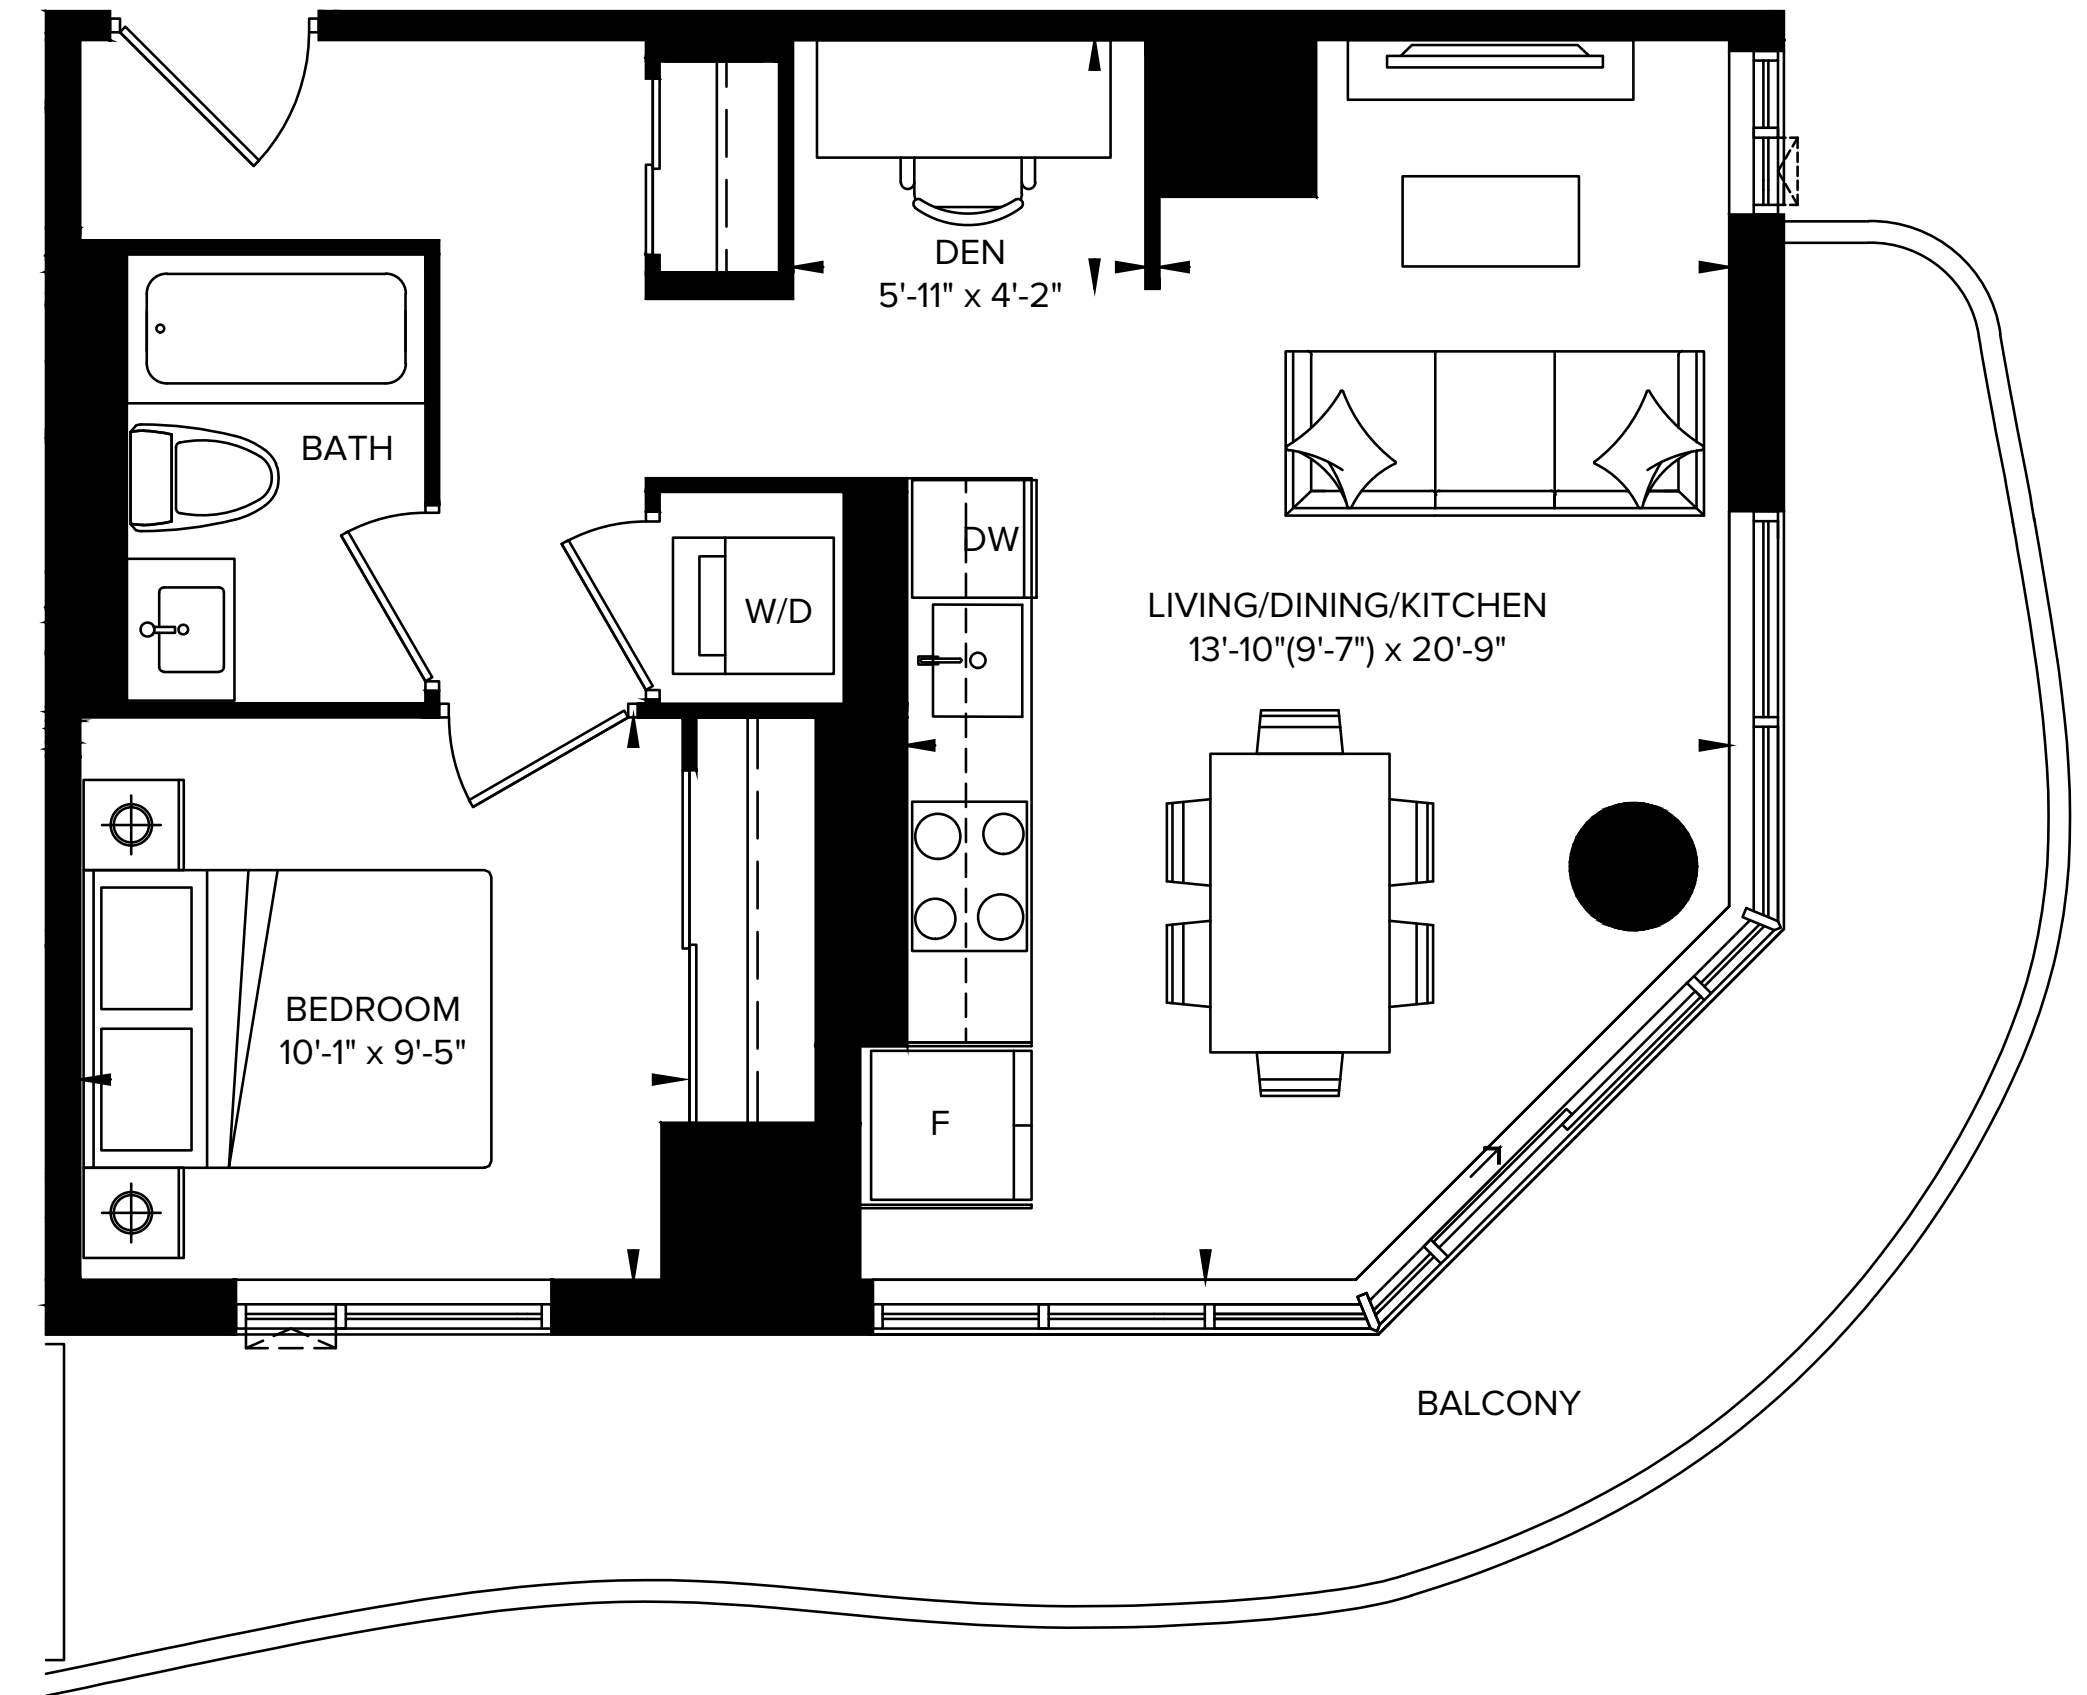 DEN
5'-11" x 4'-2"
BATH
DW
W/D
LIVING/DINING/KITCHEN
13'-10"(9'-7") x 20'-9"
BEDROOM
10'-1" x 9'-5"
F
BALCONY